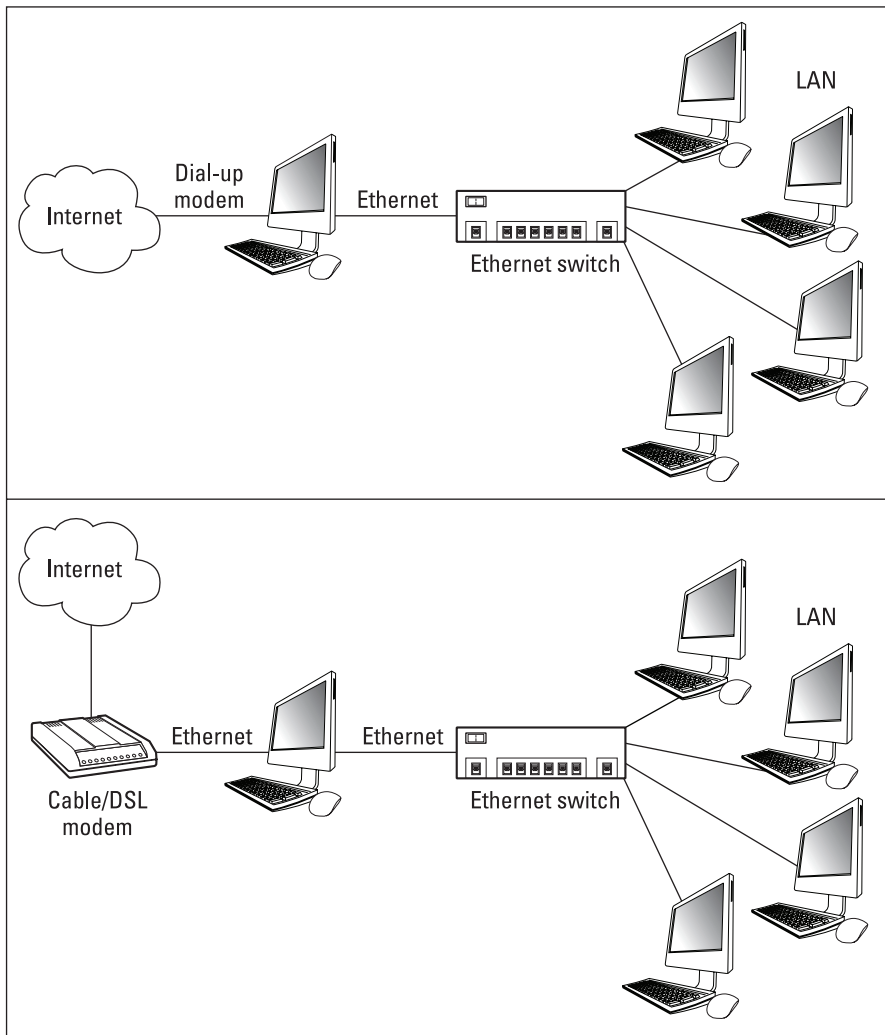 LAN
Dial-up
modem
Internet
Ethernet
Ethernet switch
Internet
LAN
Ethernet
Ethernet
Cable/DSL
modem
Ethernet switch